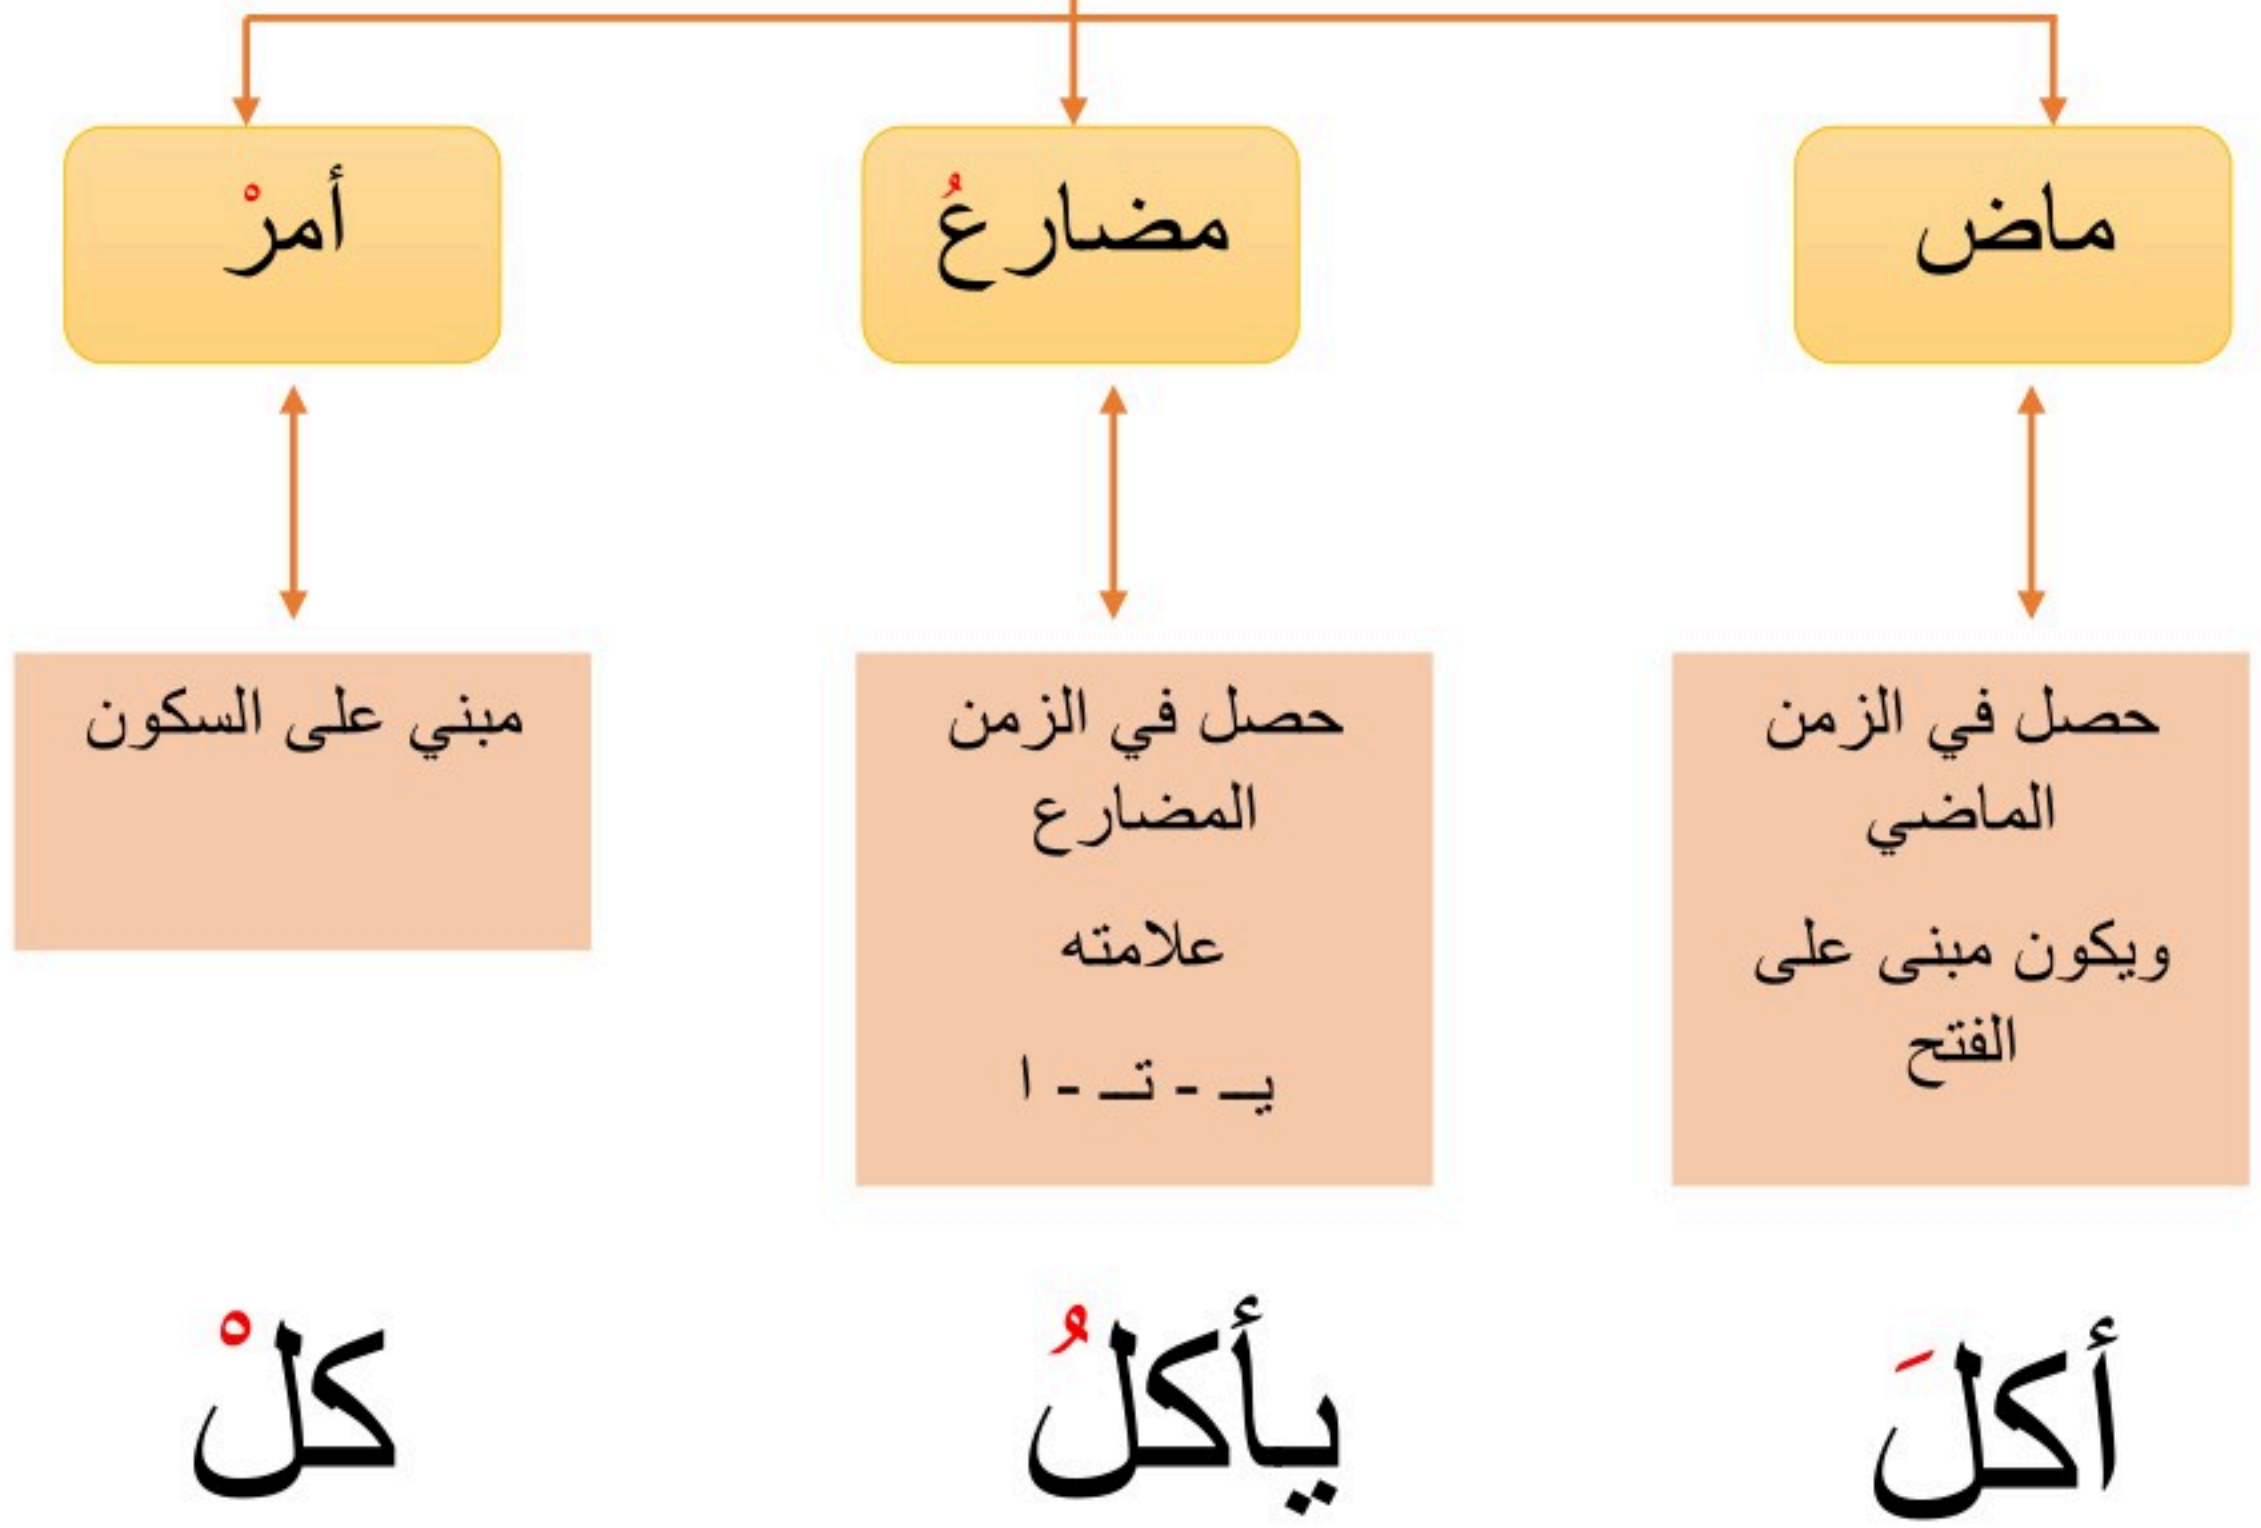 ماض
مضارعُ
أمرْ
حصل في الزمن
الماضي
ويكون مبنى على
الفتح
حصل في الزمن
المضارع
علامته
يـ - تـ - ا
مبني على السكون
أكلَ
يأكلُ
كلْ